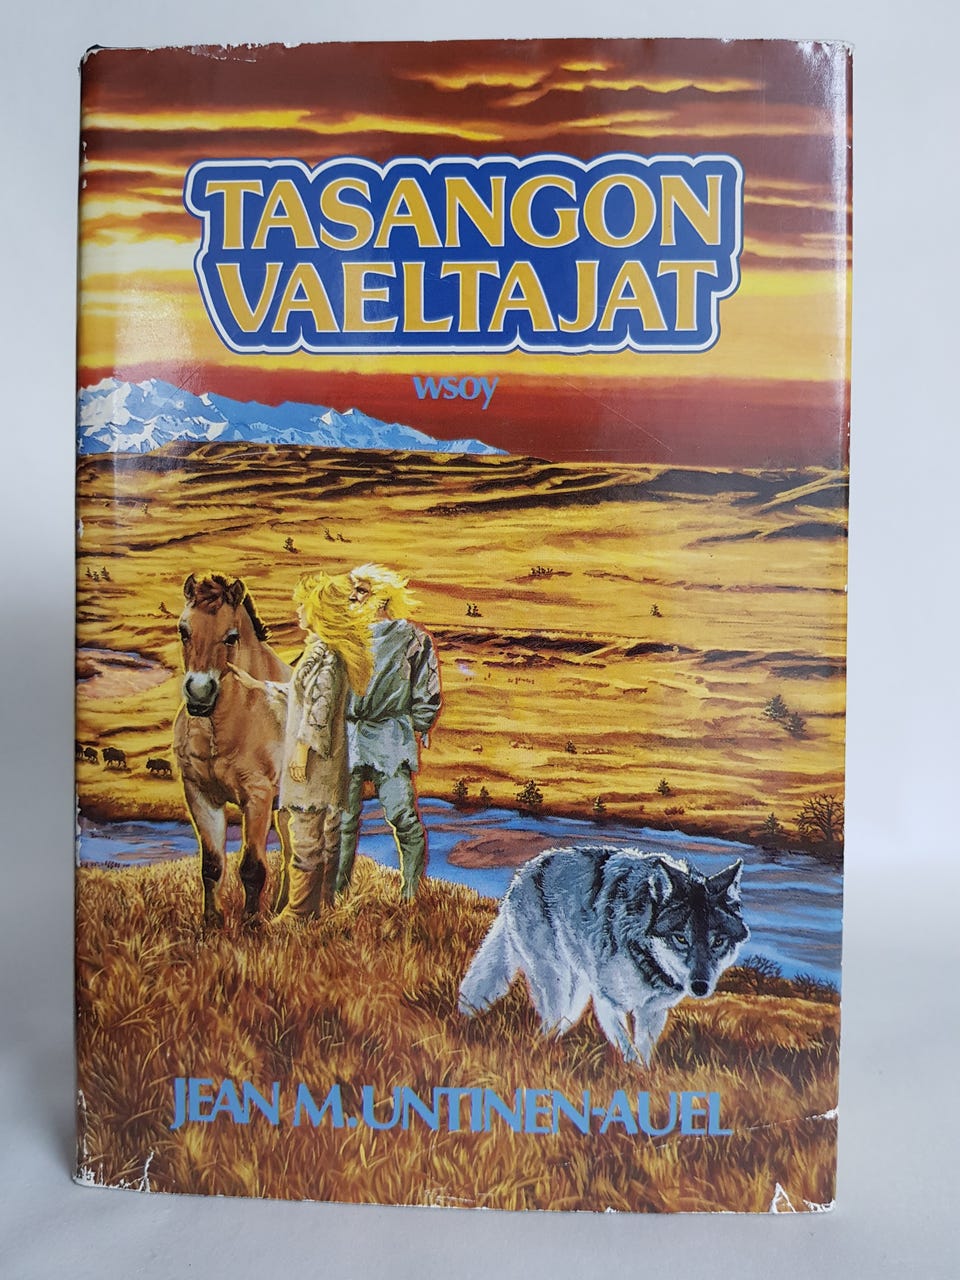 TASANGON
VAELTAJAT
wsoy
JEAN M. UNTINEN-AUEL